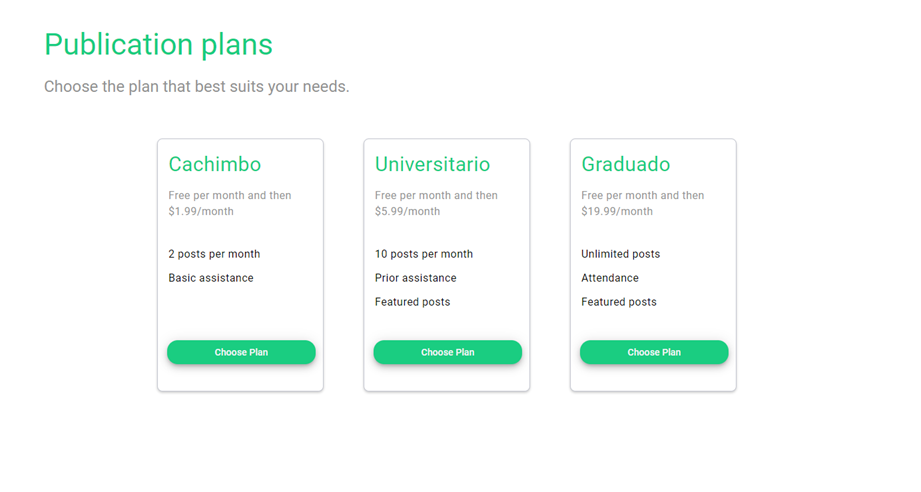 Publication plans
Choose the plan that best suits your needs.
Cachimbo
Free per month and then
$1.99/month
2 posts per month
Basic assistance
Choose Plan
Universitario
Free per month and then
$5.99/month
10 posts per month
Prior assistance
Featured posts
Choose Plan
Graduado
Free per month and then
$19.99/month
Unlimited posts
Attendance
Featured posts
Choose Plan